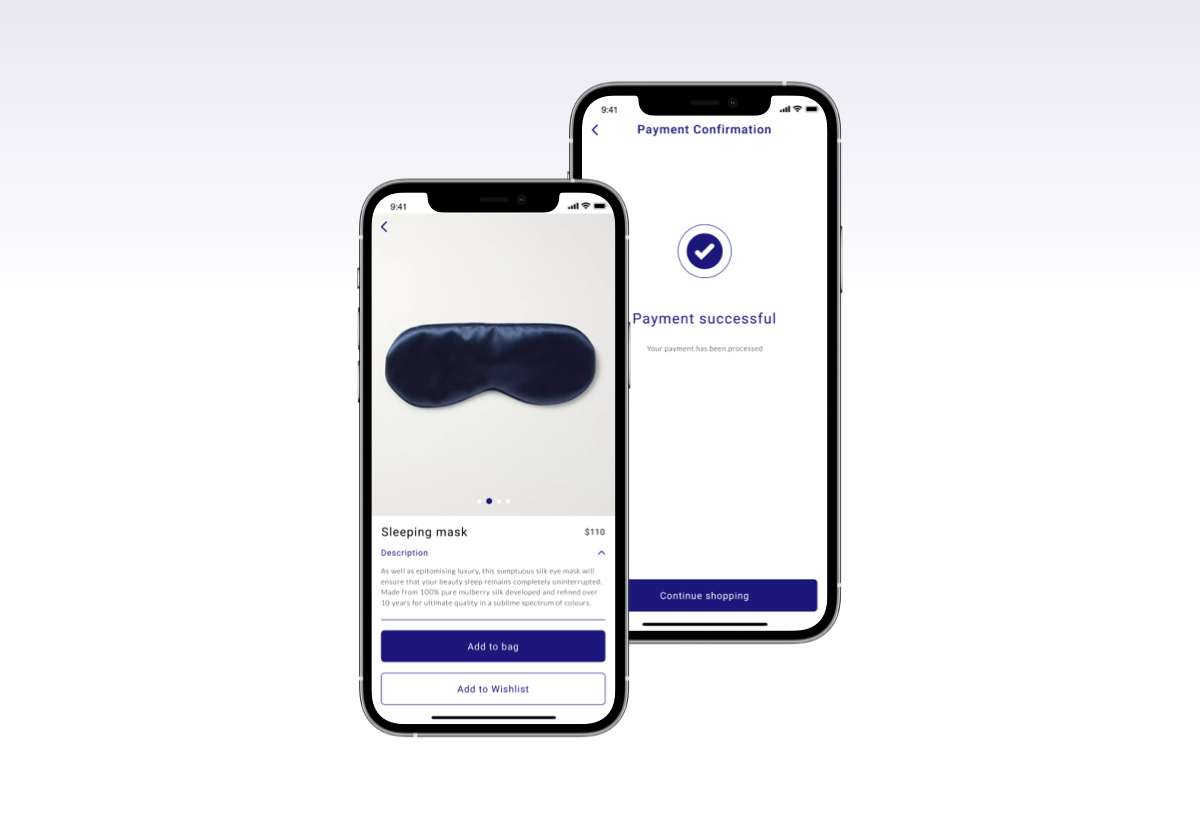 9:41
Payment Confirmation
Payment successful
Your payment has been processed
Continue shopping
9:41
Sleeping mask
$110
Description
As well as epitomising luxury, this sumptuous silk eye mask will
ensure that your beauty sleep remains completely uninterrupted.
Made from 100% pure mulberry silk developed and refined over
10 years for ultimate quality in a sublime spectrum of colours.
Add to bag
Add to Wishlist